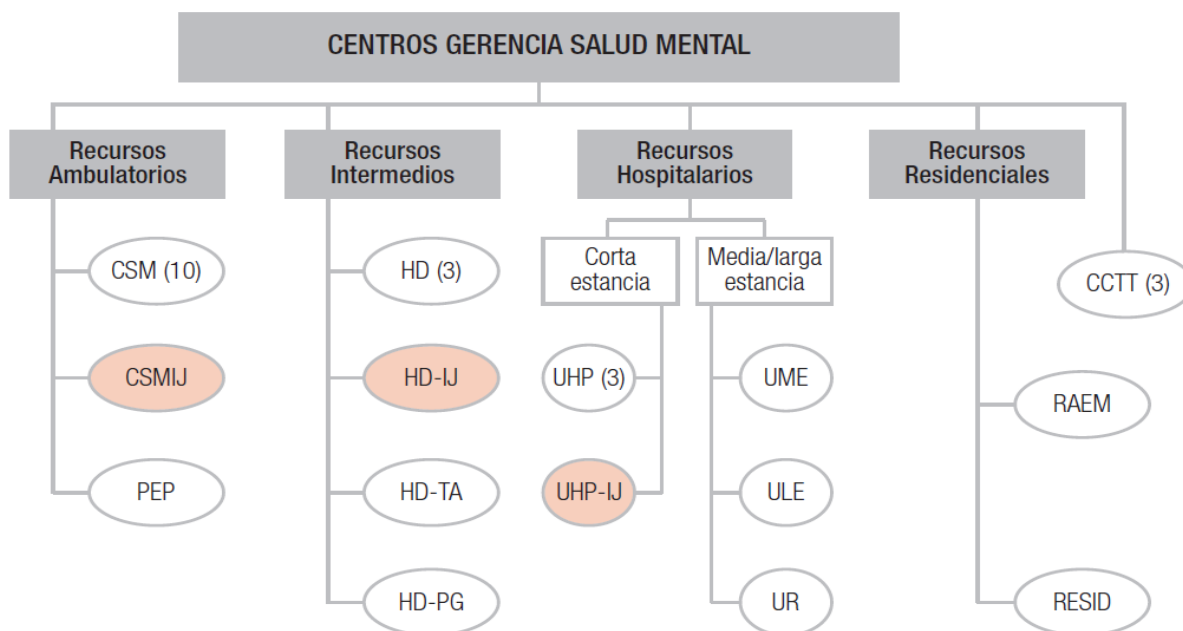 CENTROS GERENCIA SALUD MENTAL
Recursos
Ambulatorios
Recursos
Intermedios
Recursos
Hospitalarios
Recursos
Residenciales
CSM (10)
CSMIJ
PEP
HD (3)
HD-IJ
HD-TA
HD-PG
Corta
estancia
UHP (3)
UHP-IJ
Media/larga
estancia
UME
ULE
UR
RAEM
RESID
CCTT (3)